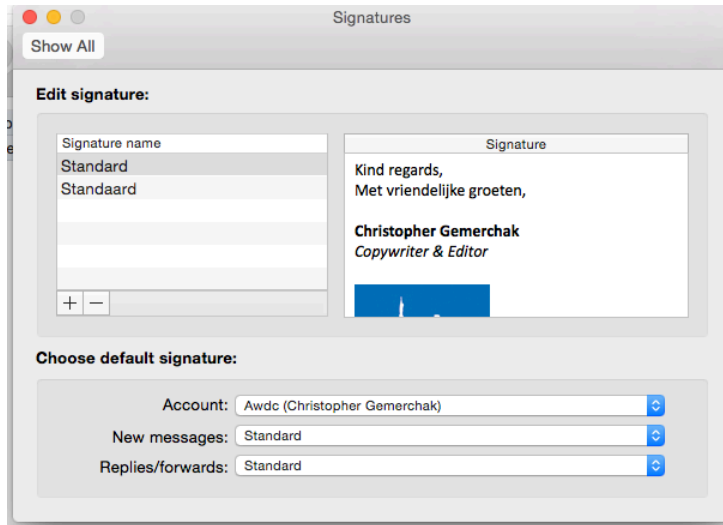 Signatures
Show All
Edit signature:
Signature name
Standard
Standaard
+ −
Signature
Kind regards,
Met vriendelijke groeten,
Christopher Gemerchak
Copywriter & Editor
Choose default signature:
Account: Awdc (Christopher Gemerchak)
New messages: Standard
Replies/forwards: Standard